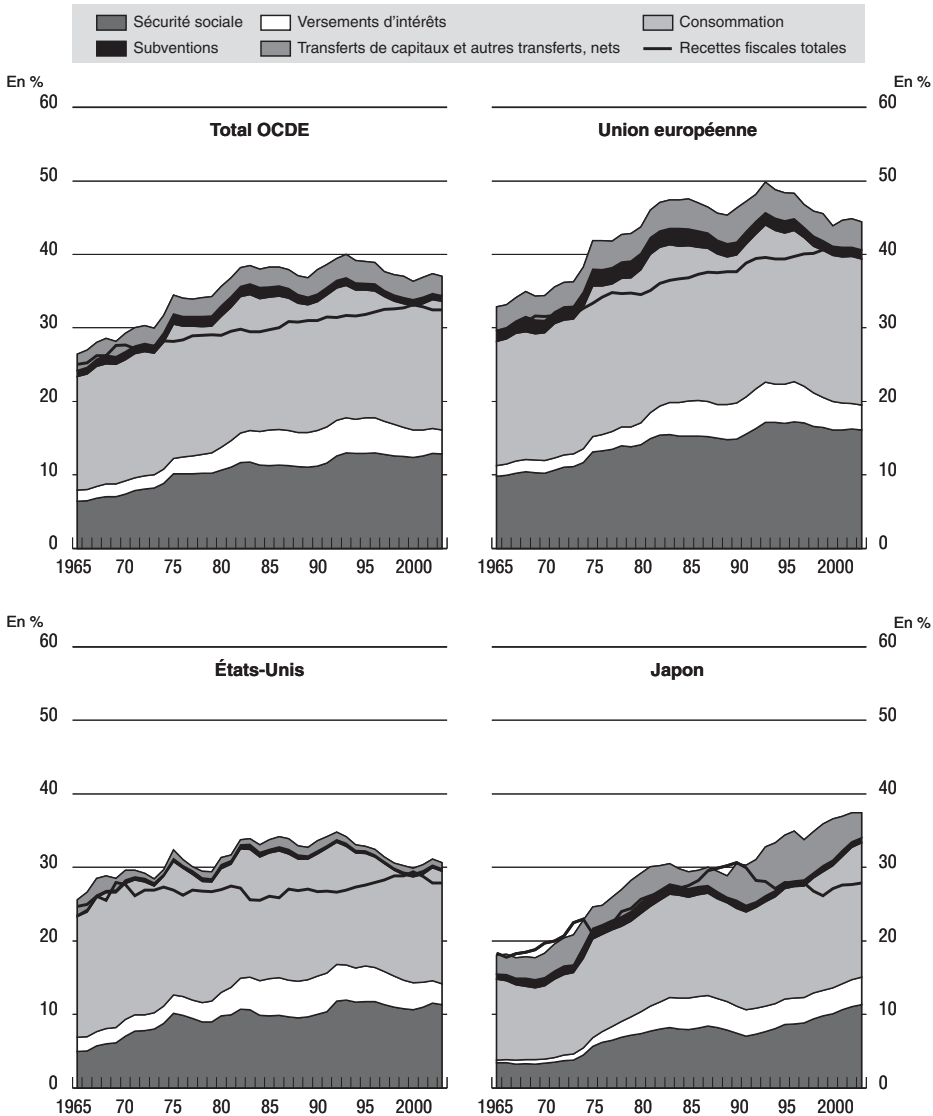 Sécurité sociale Versements d'intérêts Consommation
Subventions Transferts de capitaux et autres transferts, nets Recettes fiscales totales
En % En %
60 60
Total OCDE Union européenne
50 50
40 40
30 30
20 20
10 10
0 0
1965 70 75 80 85 90 95 2000 1965 70 75 80 85 90 95 2000
En % En %
60 60
États-Unis Japon
50 50
40 40
30 30
20 20
10 10
0 0
1965 70 75 80 85 90 95 2000 1965 70 75 80 85 90 95 2000